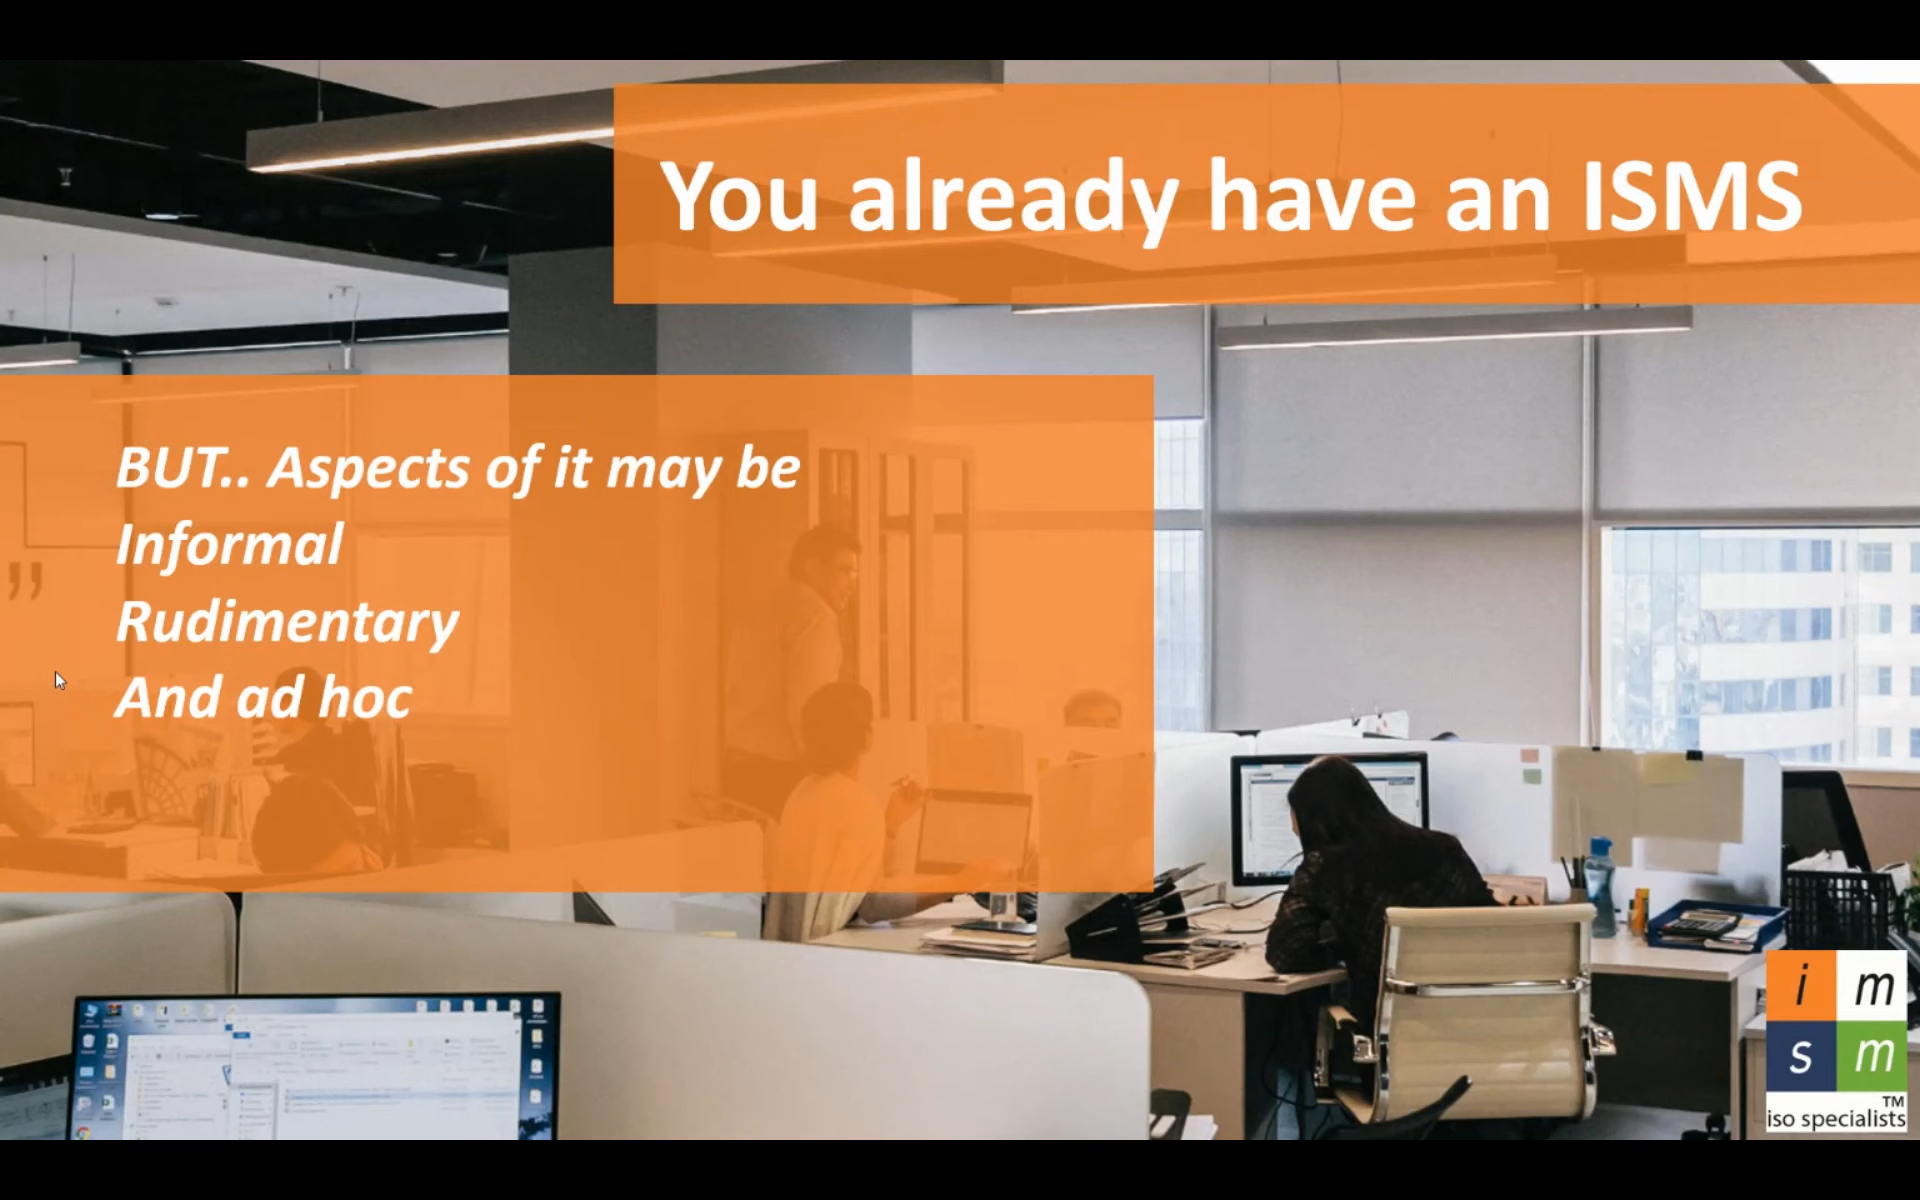 You already have an ISMS
BUT.. Aspects of it may be
Informal
Rudimentary
And ad hoc
”
i m
s m
TM
iso specialists